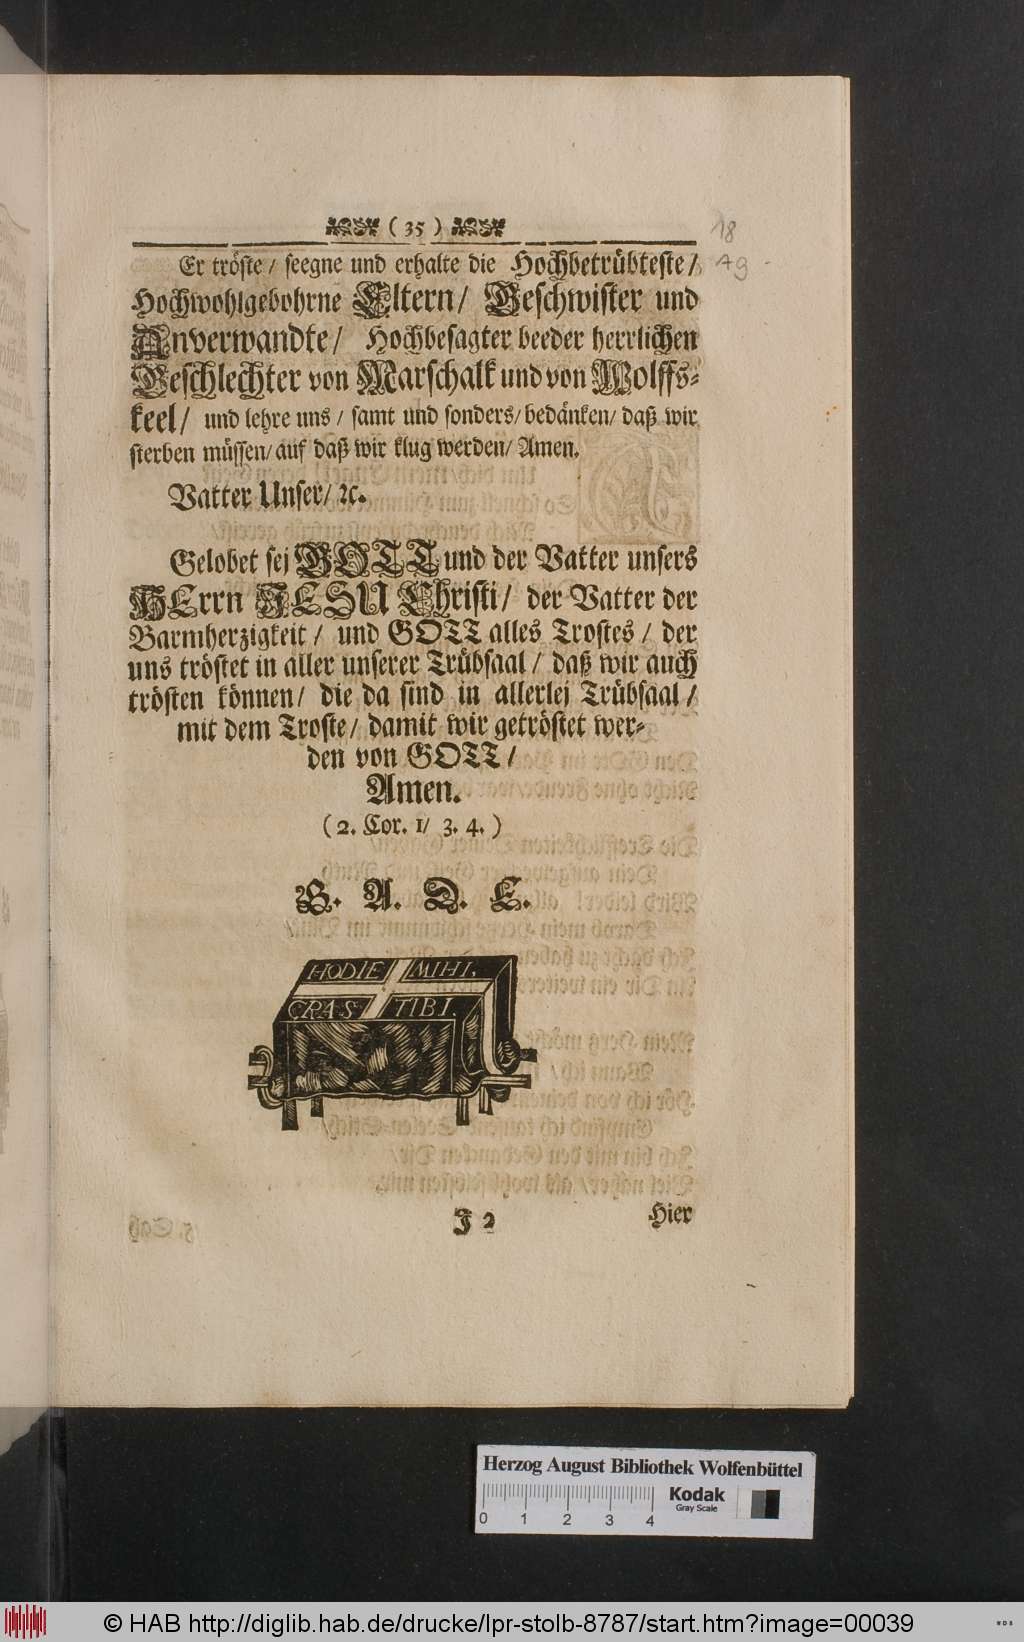 ( 35 )
18
19
Er tröste / seegne und erhalte die Hochbetrübteste /
Hochwohlgebohrne Eltern / Geschwister und
Anverwandte / Hochbesagter beeder herrlichen
Geschlechter von Marschalk und von Wolffs-
keel / und lehre uns / samt und sonders / bedänken / daß wir
sterben müssen / auf daß wir klug werden / Amen.
Vatter Unser / ꝛc.
Gelobet sej GOTT und der Vatter unsers
HErrn JESU Christi / der Vatter der
Barmherzigkeit / und GOTT alles Trostes / der
uns tröstet in aller unserer Trübsaal / daß wir auch
trösten können / die da sind in allerlej Trübsaal /
mit dem Troste / damit wir getröstet wer-
den von GOTT /
Amen.
( 2. Cor. 1 / 3. 4. )
B. A. D. E.
HODIE MIHI.
CRAS TIBI.
J 2
Hier
Herzog August Bibliothek Wolfenbüttel
Kodak
Gray Scale
0 1 2 3 4
© HAB http://diglib.hab.de/drucke/lpr-stolb-8787/start.htm?image=00039